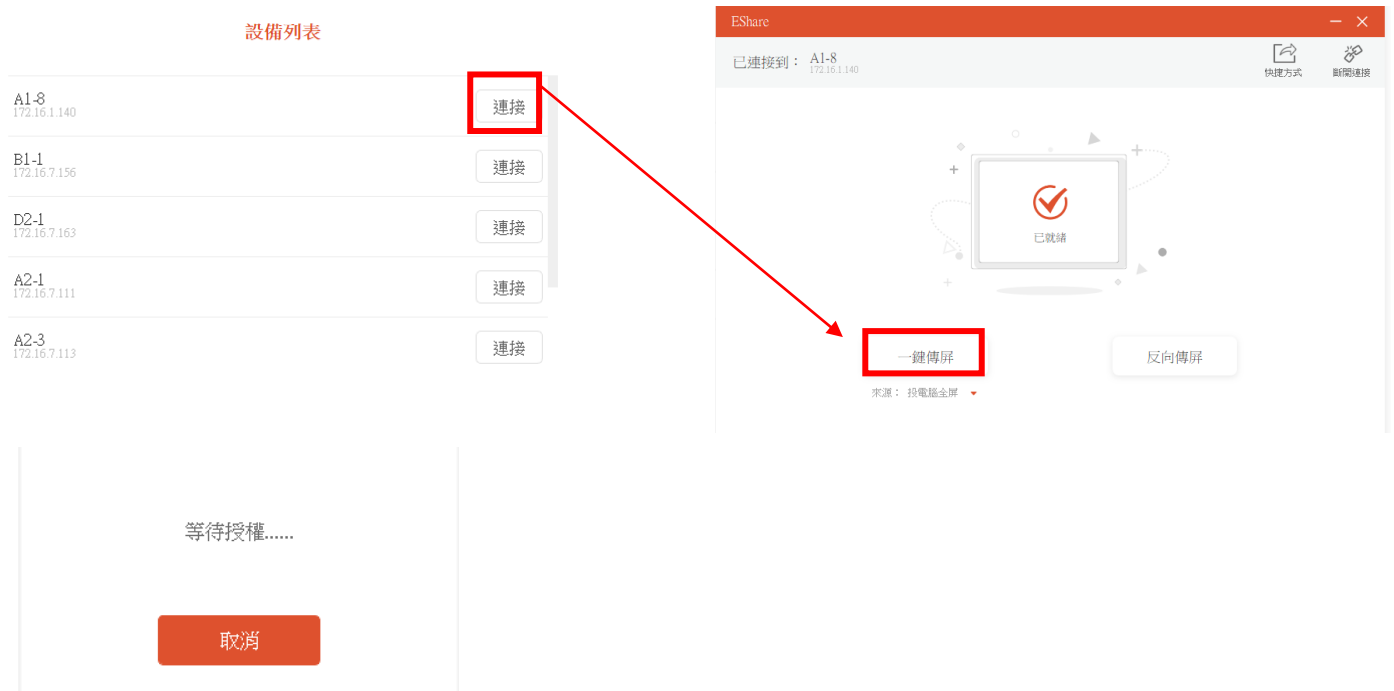 設備列表
A1-8
172.16.1.140
連接
B1-1
172.16.7.156
連接
D2-1
172.16.7.163
連接
A2-1
172.16.7.111
連接
A2-3
172.16.7.113
連接
EShare
已連接到： A1-8
172.16.1.140
快捷方式
斷開連接
已就緒
一鍵傳屏
反向傳屏
來源： 投電腦全屏
等待授權......
取消